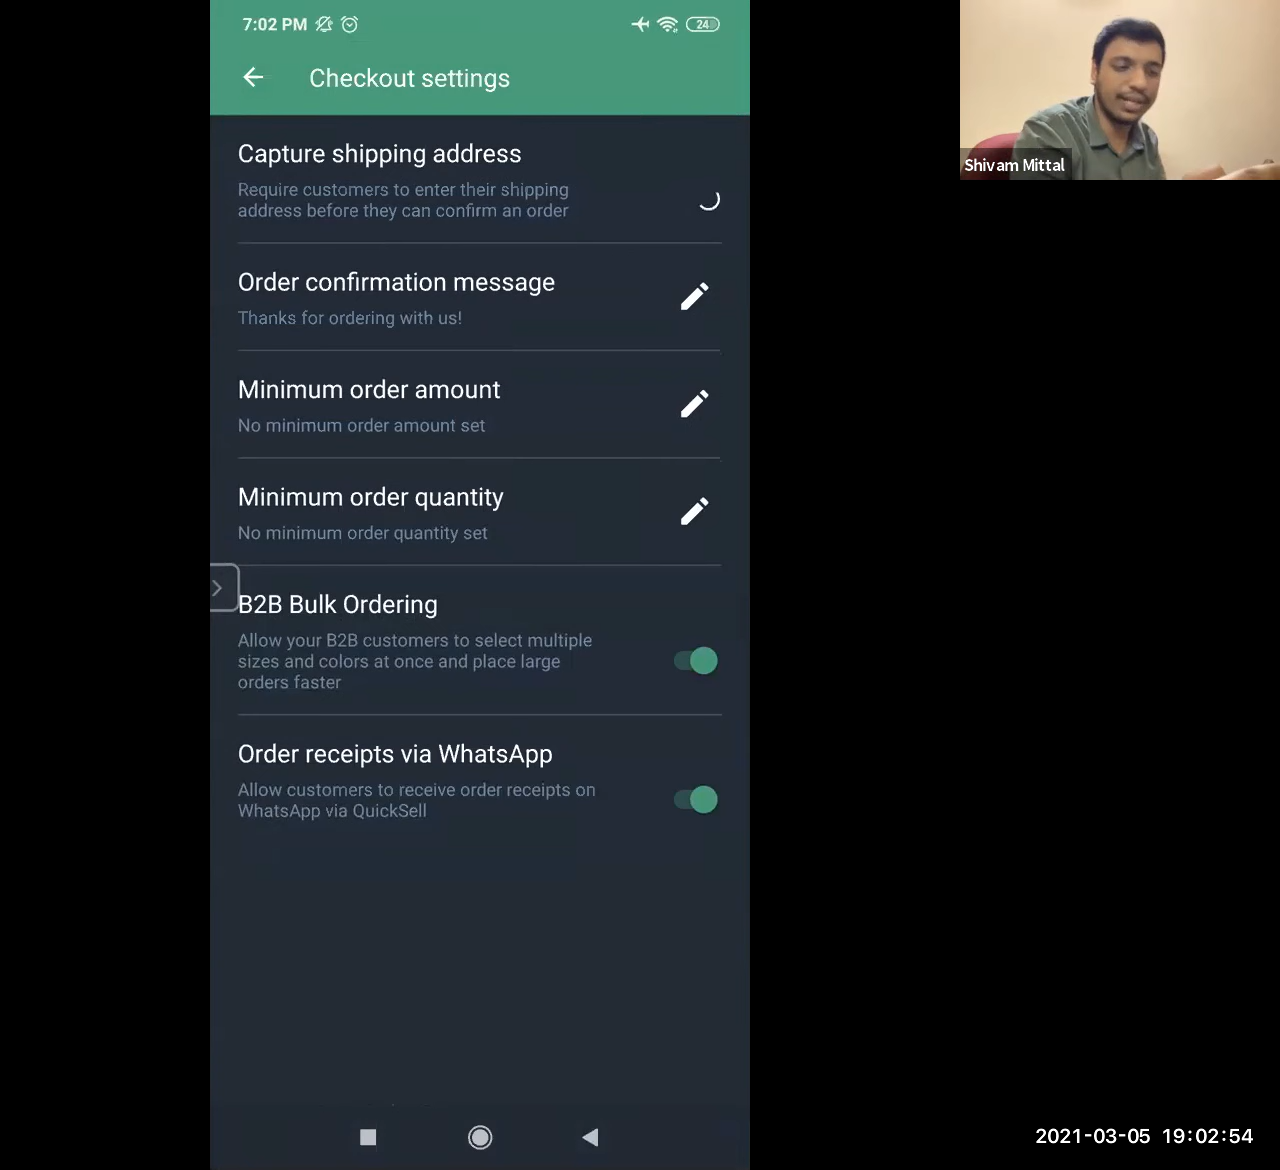 7:02 PM
24
Checkout settings
Capture shipping address
Require customers to enter their shipping
address before they can confirm an order
Order confirmation message
Thanks for ordering with us!
Minimum order amount
No minimum order amount set
Minimum order quantity
No minimum order quantity set
B2B Bulk Ordering
Allow your B2B customers to select multiple
sizes and colors at once and place large
orders faster
Order receipts via WhatsApp
Allow customers to receive order receipts on
WhatsApp via QuickSell
Shivam Mittal
2021-03-05 19:02:54